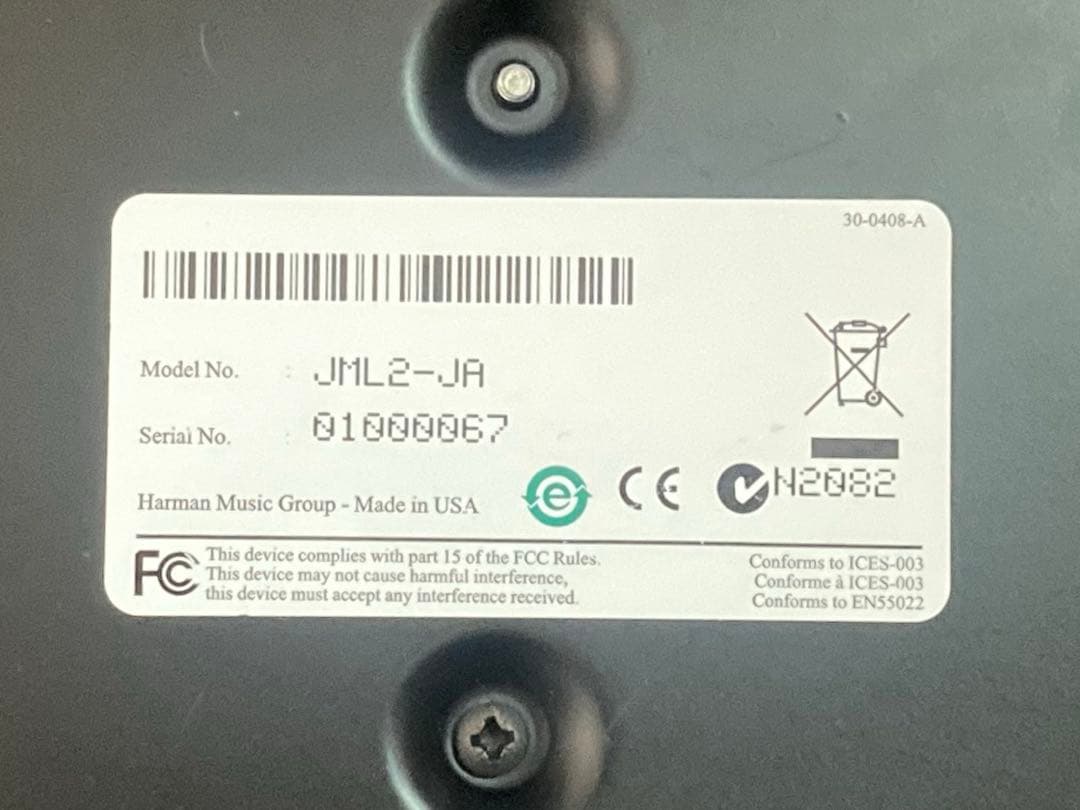 30-0408-A
Model No. : JML2-JA
Serial No. : 01000067
Harman Music Group - Made in USA
e
CE
N2082
FC
This device complies with part 15 of the FCC Rules.
This device may not cause harmful interference,
this device must accept any interference received.
Conforms to ICES-003
Conforme à ICES-003
Conforms to EN55022